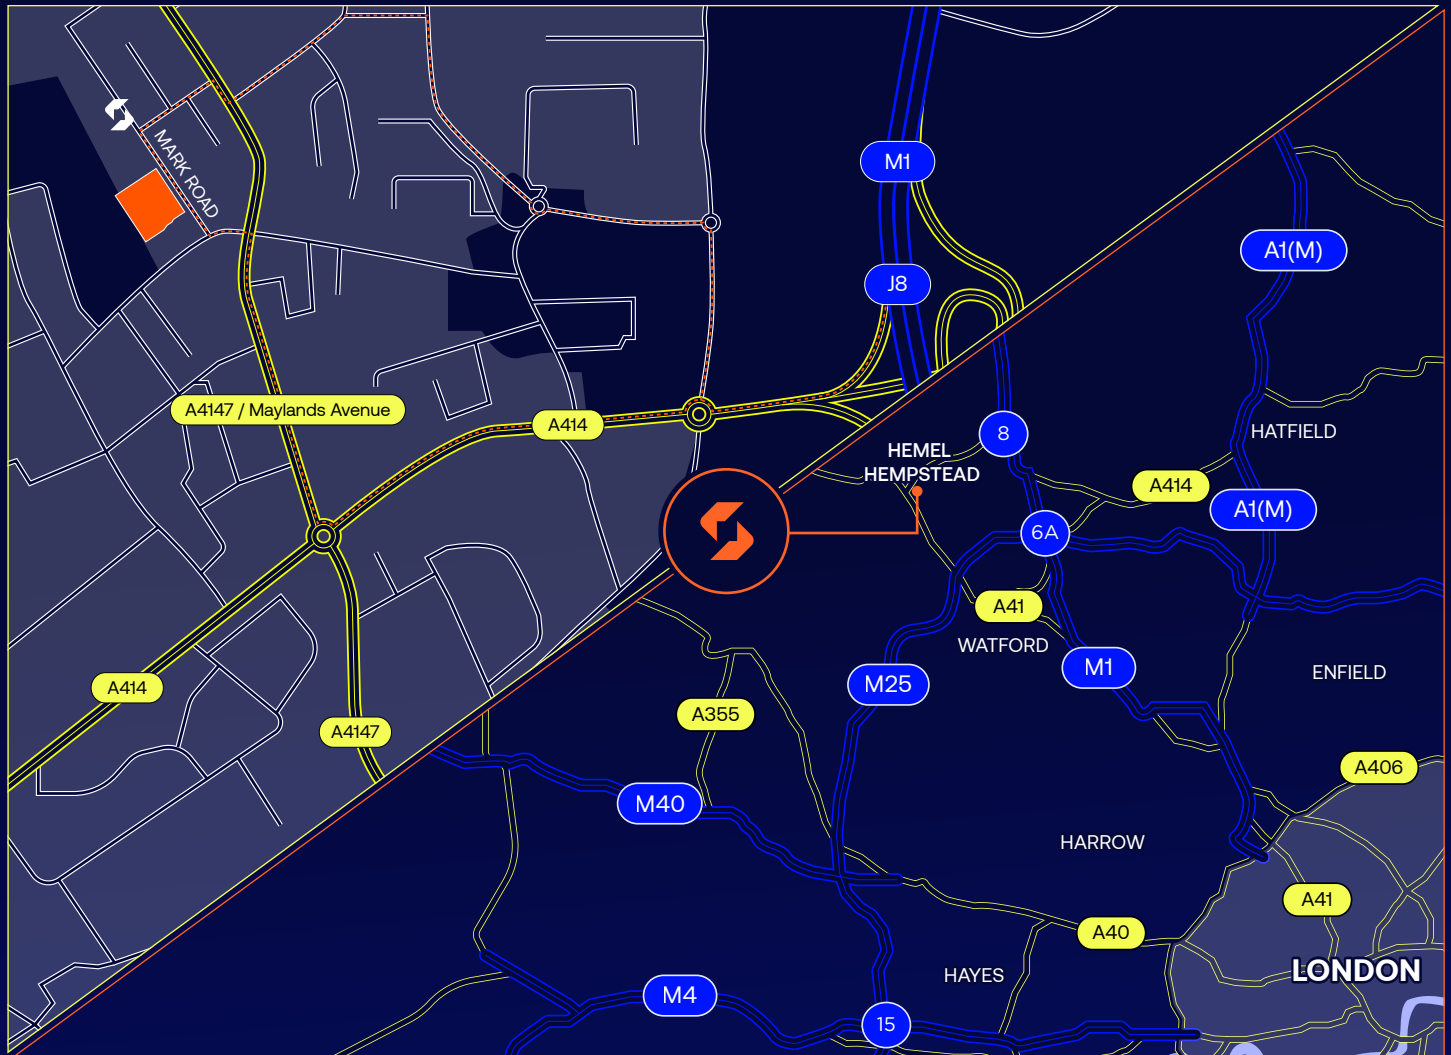 MARK ROAD
M1
J8
A1(M)
A4147 / Maylands Avenue
A414
HEMEL
HEMPSTEAD
8
HATFIELD
A414
A1(M)
6A
A41
WATFORD
M1
M25
ENFIELD
A414
A4147
A355
A406
M40
HARROW
A41
A40
HAYES
LONDON
M4
15